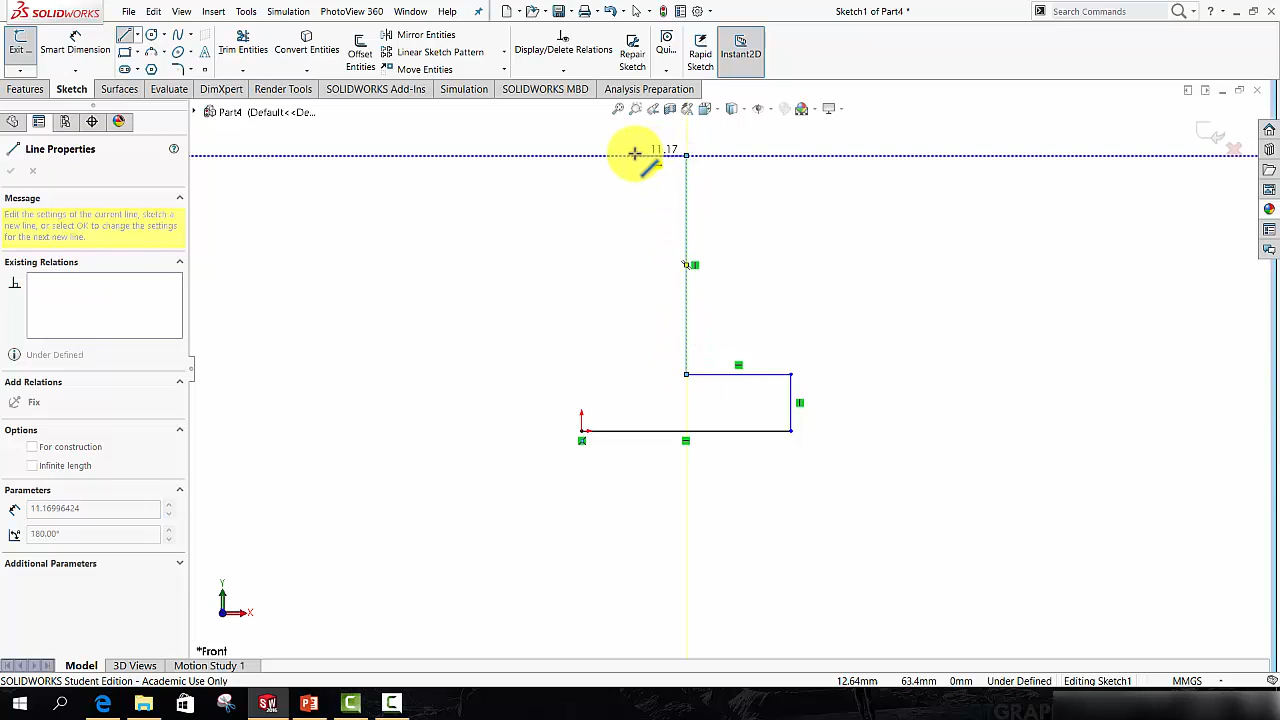 SOLIDWORKS File Edit View Insert Tools Simulation PhotoView 360 Window Help Sketch1 of Part4 * Search Commands ?
Exit ... Smart Dimension Trim Entities Convert Entities Offset Entities Mirror Entities Linear Sketch Pattern Move Entities Display/Delete Relations Repair Sketch Qui... Rapid Sketch Instant2D
Features Sketch Surfaces Evaluate DimXpert Render Tools SOLIDWORKS Add-Ins Simulation SOLIDWORKS MBD Analysis Preparation
Part4 (Default<<De...
Line Properties
11.17
Message
Edit the settings of the current line, sketch a
new line, or select OK to change the settings
for the next new line.
Existing Relations
Under Defined
Add Relations
Fix
Options
For construction
Infinite length
Parameters
11.16996424
180.00°
Additional Parameters
Y
X
*Front
Model 3D Views Motion Study 1
SOLIDWORKS Student Edition - Academic Use Only 12.64mm 63.4mm 0mm Under Defined Editing Sketch1 MMGS